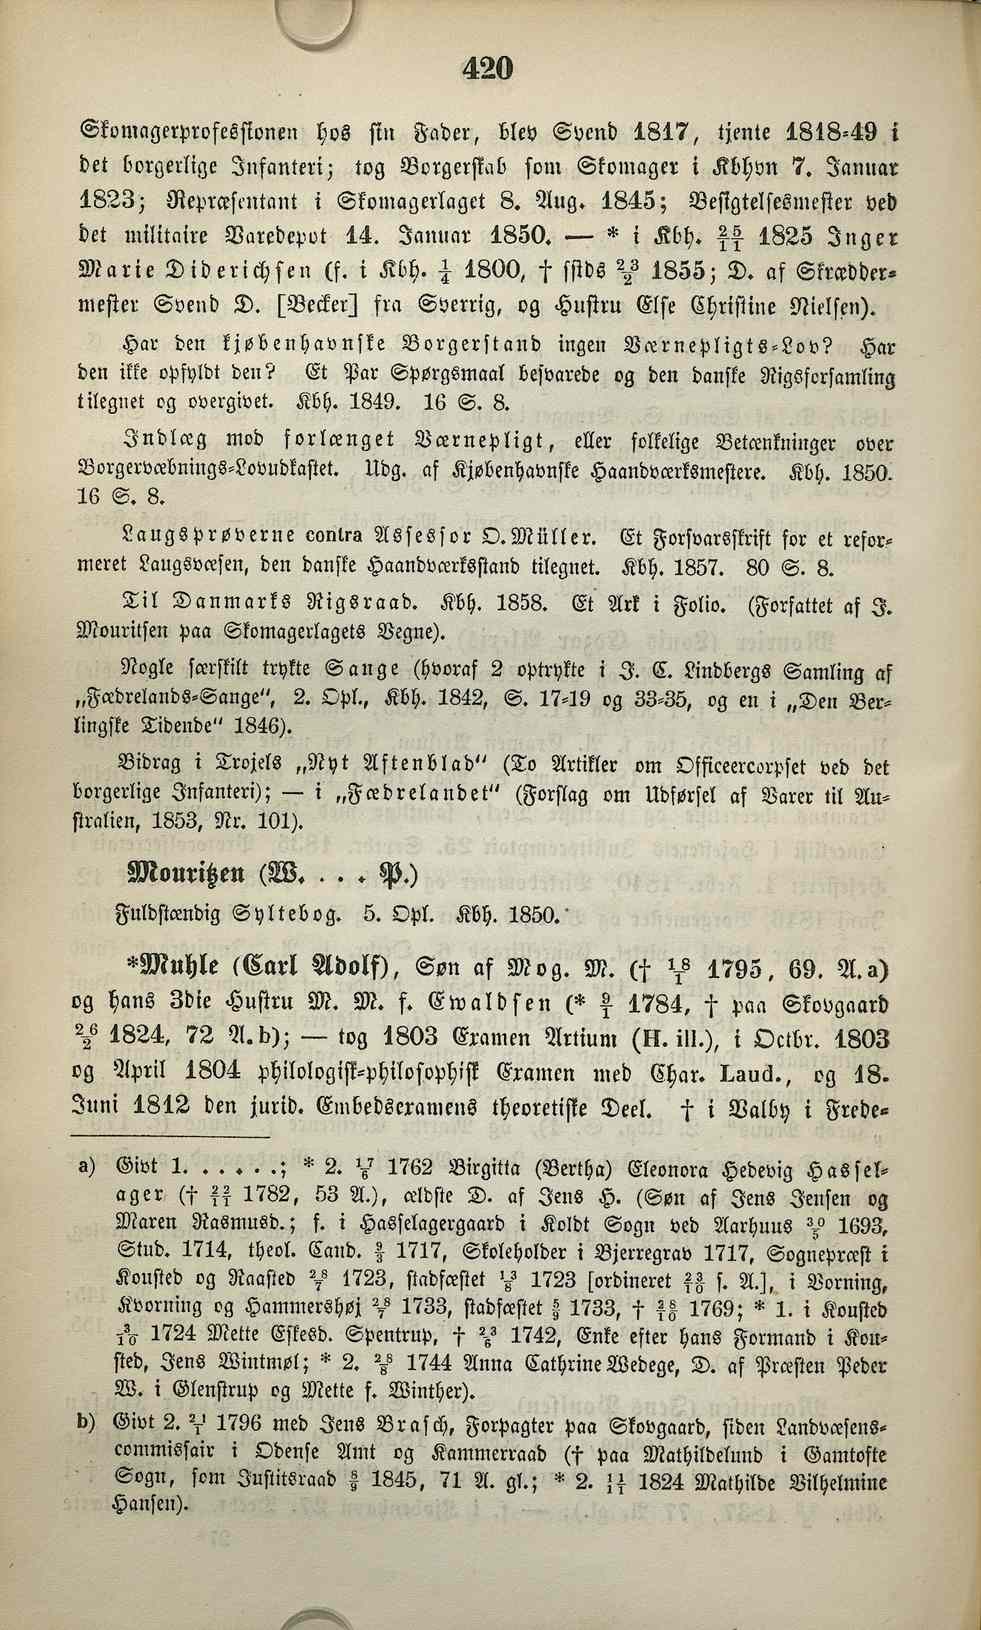 420
Skomagerprofessionen hos sin Fader, blev Svend 1817, tjente 1818-49 i
det borgerlige Infanteri; tog Borgerskab som Skomager i Kbhvn 7. Januar
1823; Repræsentant i Skomagerlaget 8. Aug. 1845; Besigtelsesmester ved
det militaire Varedepot 14. Januar 1850. — * i Kbh. 25/11 1825 Inger
Marie Diderichsen (f. i Kbh. 1/4 1800, † sstds 23/2 1855; D. af Skrædder-
mester Svend D. [Becker] fra Sverrig, og Hustru Else Christine Nielsen).
Har den kjøbenhavnske Borgerstand ingen Værnepligts-Lov? Har
den ikke opfyldt den? Et Par Spørgsmaal besvarede og den danske Rigsforsamling
tilegnet og overgivet. Kbh. 1849. 16 S. 8.
Indlæg mod forlænget Værnepligt, eller folkelige Betænkninger over
Borgervæbnings-Lovudkastet. Udg. af Kjøbenhavnske Haandværksmestere. Kbh. 1850.
16 S. 8.
Laugsprøverne contra Assessor O. Müller. Et Forsvarsskrift for et refor-
meret Laugsvæsen, den danske Haandværksstand tilegnet. Kbh. 1857. 80 S. 8.
Til Danmarks Rigsraad. Kbh. 1858. Et Ark i Folio. (Forfattet af J.
Mouritsen paa Skomagerlagets Vegne).
Nogle særskilt trykte Sange (hvoraf 2 optrykte i J. C. Lindbergs Samling af
„Fædrelands-Sange", 2. Opl., Kbh. 1842, S. 17-19 og 33-35, og en i „Den Ber-
lingske Tidende" 1846).
Bidrag i Trojels „Nyt Aftenblad" (To Artikler om Officeercorpset ved det
borgerlige Infanteri); — i „Fædrelandet" (Forslag om Udførsel af Varer til Au-
stralien, 1853, Nr. 101).
Mouritzen (W. . . . P.)
Fuldstændig Syltebog. 5. Opl. Kbh. 1850.
*Muhle (Carl Adolf), Søn af Mog. M. († 18/1 1795, 69. A. a)
og hans 3die Hustru M. M. f. Ewaldsen (* 9/1 1784, † paa Skovgaard
26/2 1824, 72 A. b); — tog 1803 Examen Artium (H. ill.), i Octbr. 1803
og April 1804 philologisk-philosophisk Examen med Char. Laud., og 18.
Juni 1812 den jurid. Embedsexamens theoretiske Deel. † i Valby i Frede-
a) Givt 1. . . . . .; * 2. 17/6 1762 Birgitta (Bertha) Eleonora Hedevig Hassel-
ager († 22/11 1782, 53 A.), ældste D. af Jens H. (Søn af Jens Jensen og
Maren Rasmusd.; f. i Hasselagergaard i Koldt Sogn ved Aarhuus 30/5 1693,
Stud. 1714, theol. Cand. 9/3 1717, Skoleholder i Bjerregrav 1717, Sognepræst i
Kousted og Raasted 28/7 1723, stadfæstet 13/8 1723 [ordineret 20/10 s. A.], i Vorning,
Kvorning og Hammershøj 28/7 1733, stadfæstet 5/9 1733, † 28/10 1769; * 1. i Kousted
3/10 1724 Mette Eskesd. Spentrup, † 23/6 1742, Enke efter hans Formand i Kou-
sted, Jens Wintmøl; * 2. 28/8 1744 Anna Cathrine Wedege, D. af Præsten Peder
W. i Glenstrup og Mette f. Winther).
b) Givt 2. 21/1 1796 med Jens Brasch, Forpagter paa Skovgaard, siden Landvæsens-
commissair i Odense Amt og Kammerraad († paa Mathildelund i Gamtofte
Sogn, som Justitsraad 8/9 1845, 71 A. gl.; * 2. 11/11 1824 Mathilde Vilhelmine
Hansen).